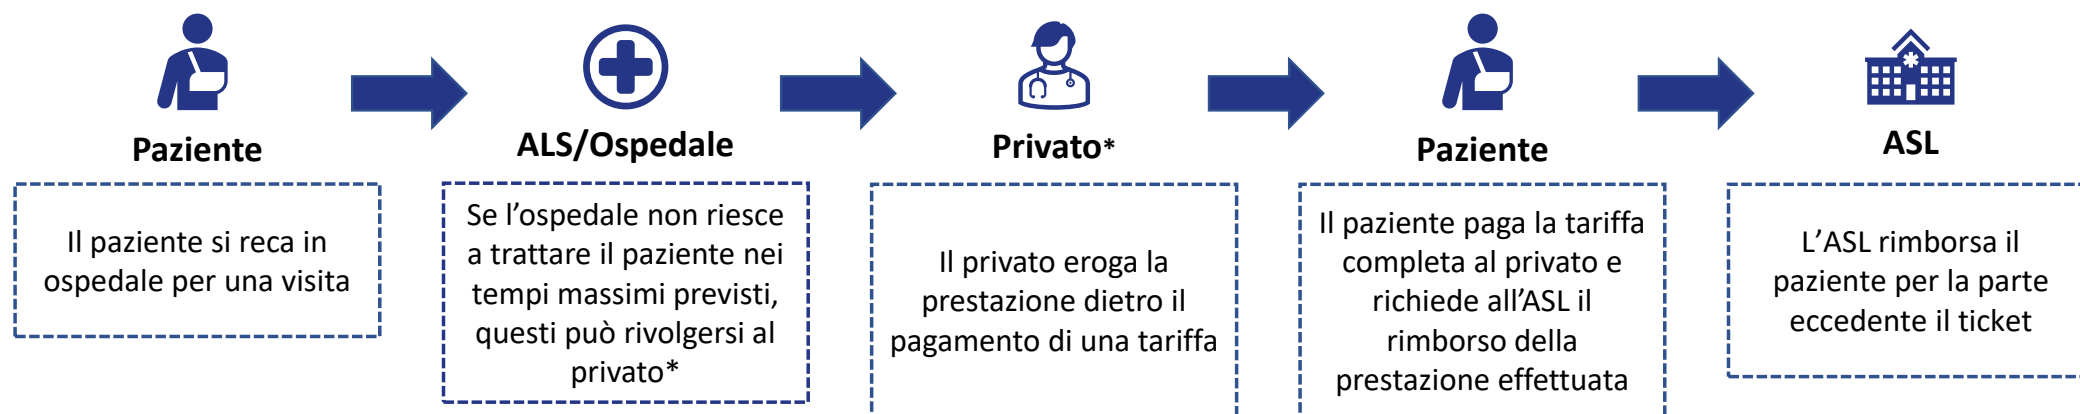 Paziente
Il paziente si reca in
ospedale per una visita
ALS/Ospedale
Se l’ospedale non riesce
a trattare il paziente nei
tempi massimi previsti,
questi può rivolgersi al
privato*
Privato*
Il privato eroga la
prestazione dietro il
pagamento di una tariffa
Paziente
Il paziente paga la tariffa
completa al privato e
richiede all’ASL il
rimborso della
prestazione effettuata
ASL
L’ASL rimborsa il
paziente per la parte
eccedente il ticket